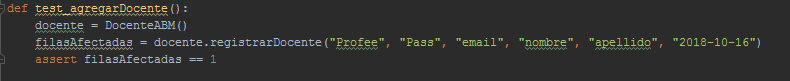 def test_agregarDocente():
    docente = DocenteABM()
    filasAfectadas = docente.registrarDocente("Profee", "Pass", "email", "nombre", "apellido", "2018-10-16")
    assert filasAfectadas == 1